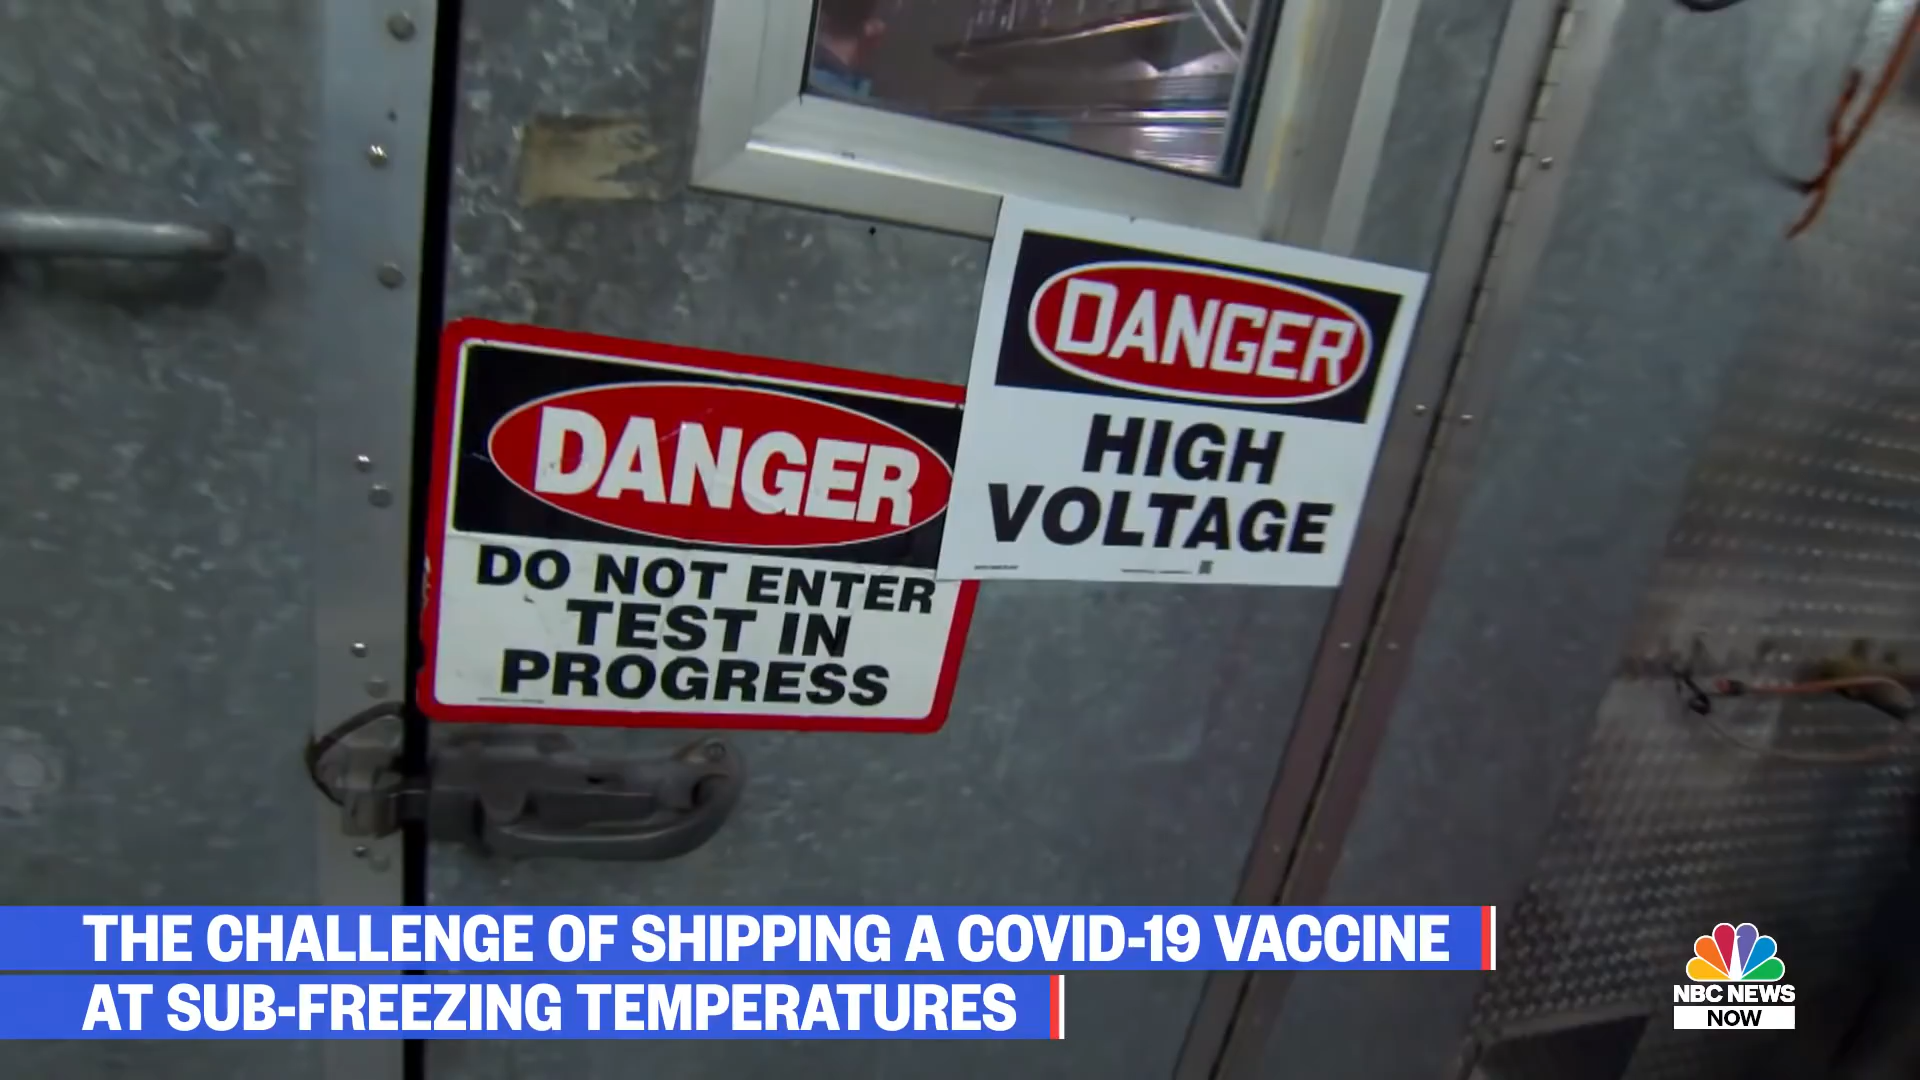 DANGER
HIGH
VOLTAGE
DANGER
DO NOT ENTER
TEST IN
PROGRESS
THE CHALLENGE OF SHIPPING A COVID-19 VACCINE
AT SUB-FREEZING TEMPERATURES
NBC NEWS
NOW